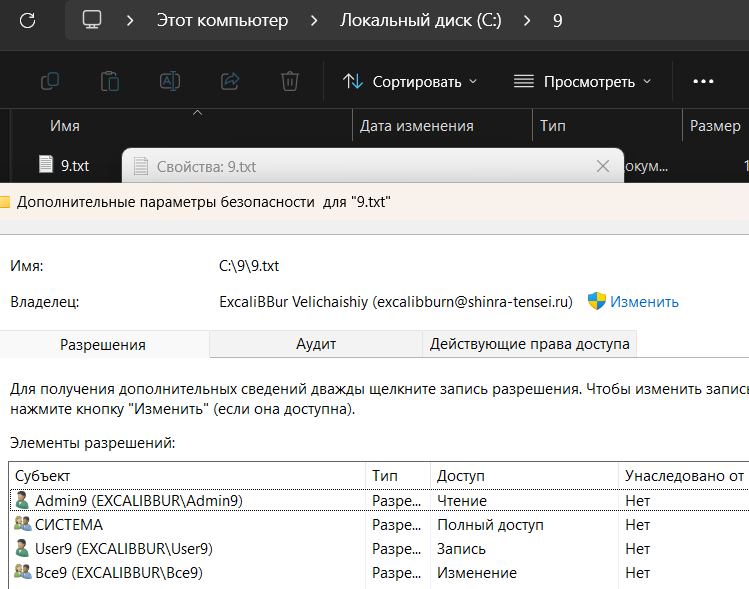 Этот компьютер > Локальный диск (C:) > 9
Сортировать Просмотреть
Имя Дата изменения Тип Размер
9.txt Свойства: 9.txt окум... 1
Дополнительные параметры безопасности для "9.txt"
Имя: C:\9\9.txt
Владелец: ExcaliBBur Velichaishiy (excalibburn@shinra-tensei.ru) Изменить
Разрешения Аудит Действующие права доступа
Для получения дополнительных сведений дважды щелкните запись разрешения. Чтобы изменить запись
нажмите кнопку "Изменить" (если она доступна).
Элементы разрешений:
Субъект Тип Доступ Унаследовано от
Admin9 (EXCALIBBUR\Admin9) Разре... Чтение Нет
СИСТЕМА Разре... Полный доступ Нет
User9 (EXCALIBBUR\User9) Разре... Запись Нет
Все9 (EXCALIBBUR\Все9) Разре... Изменение Нет